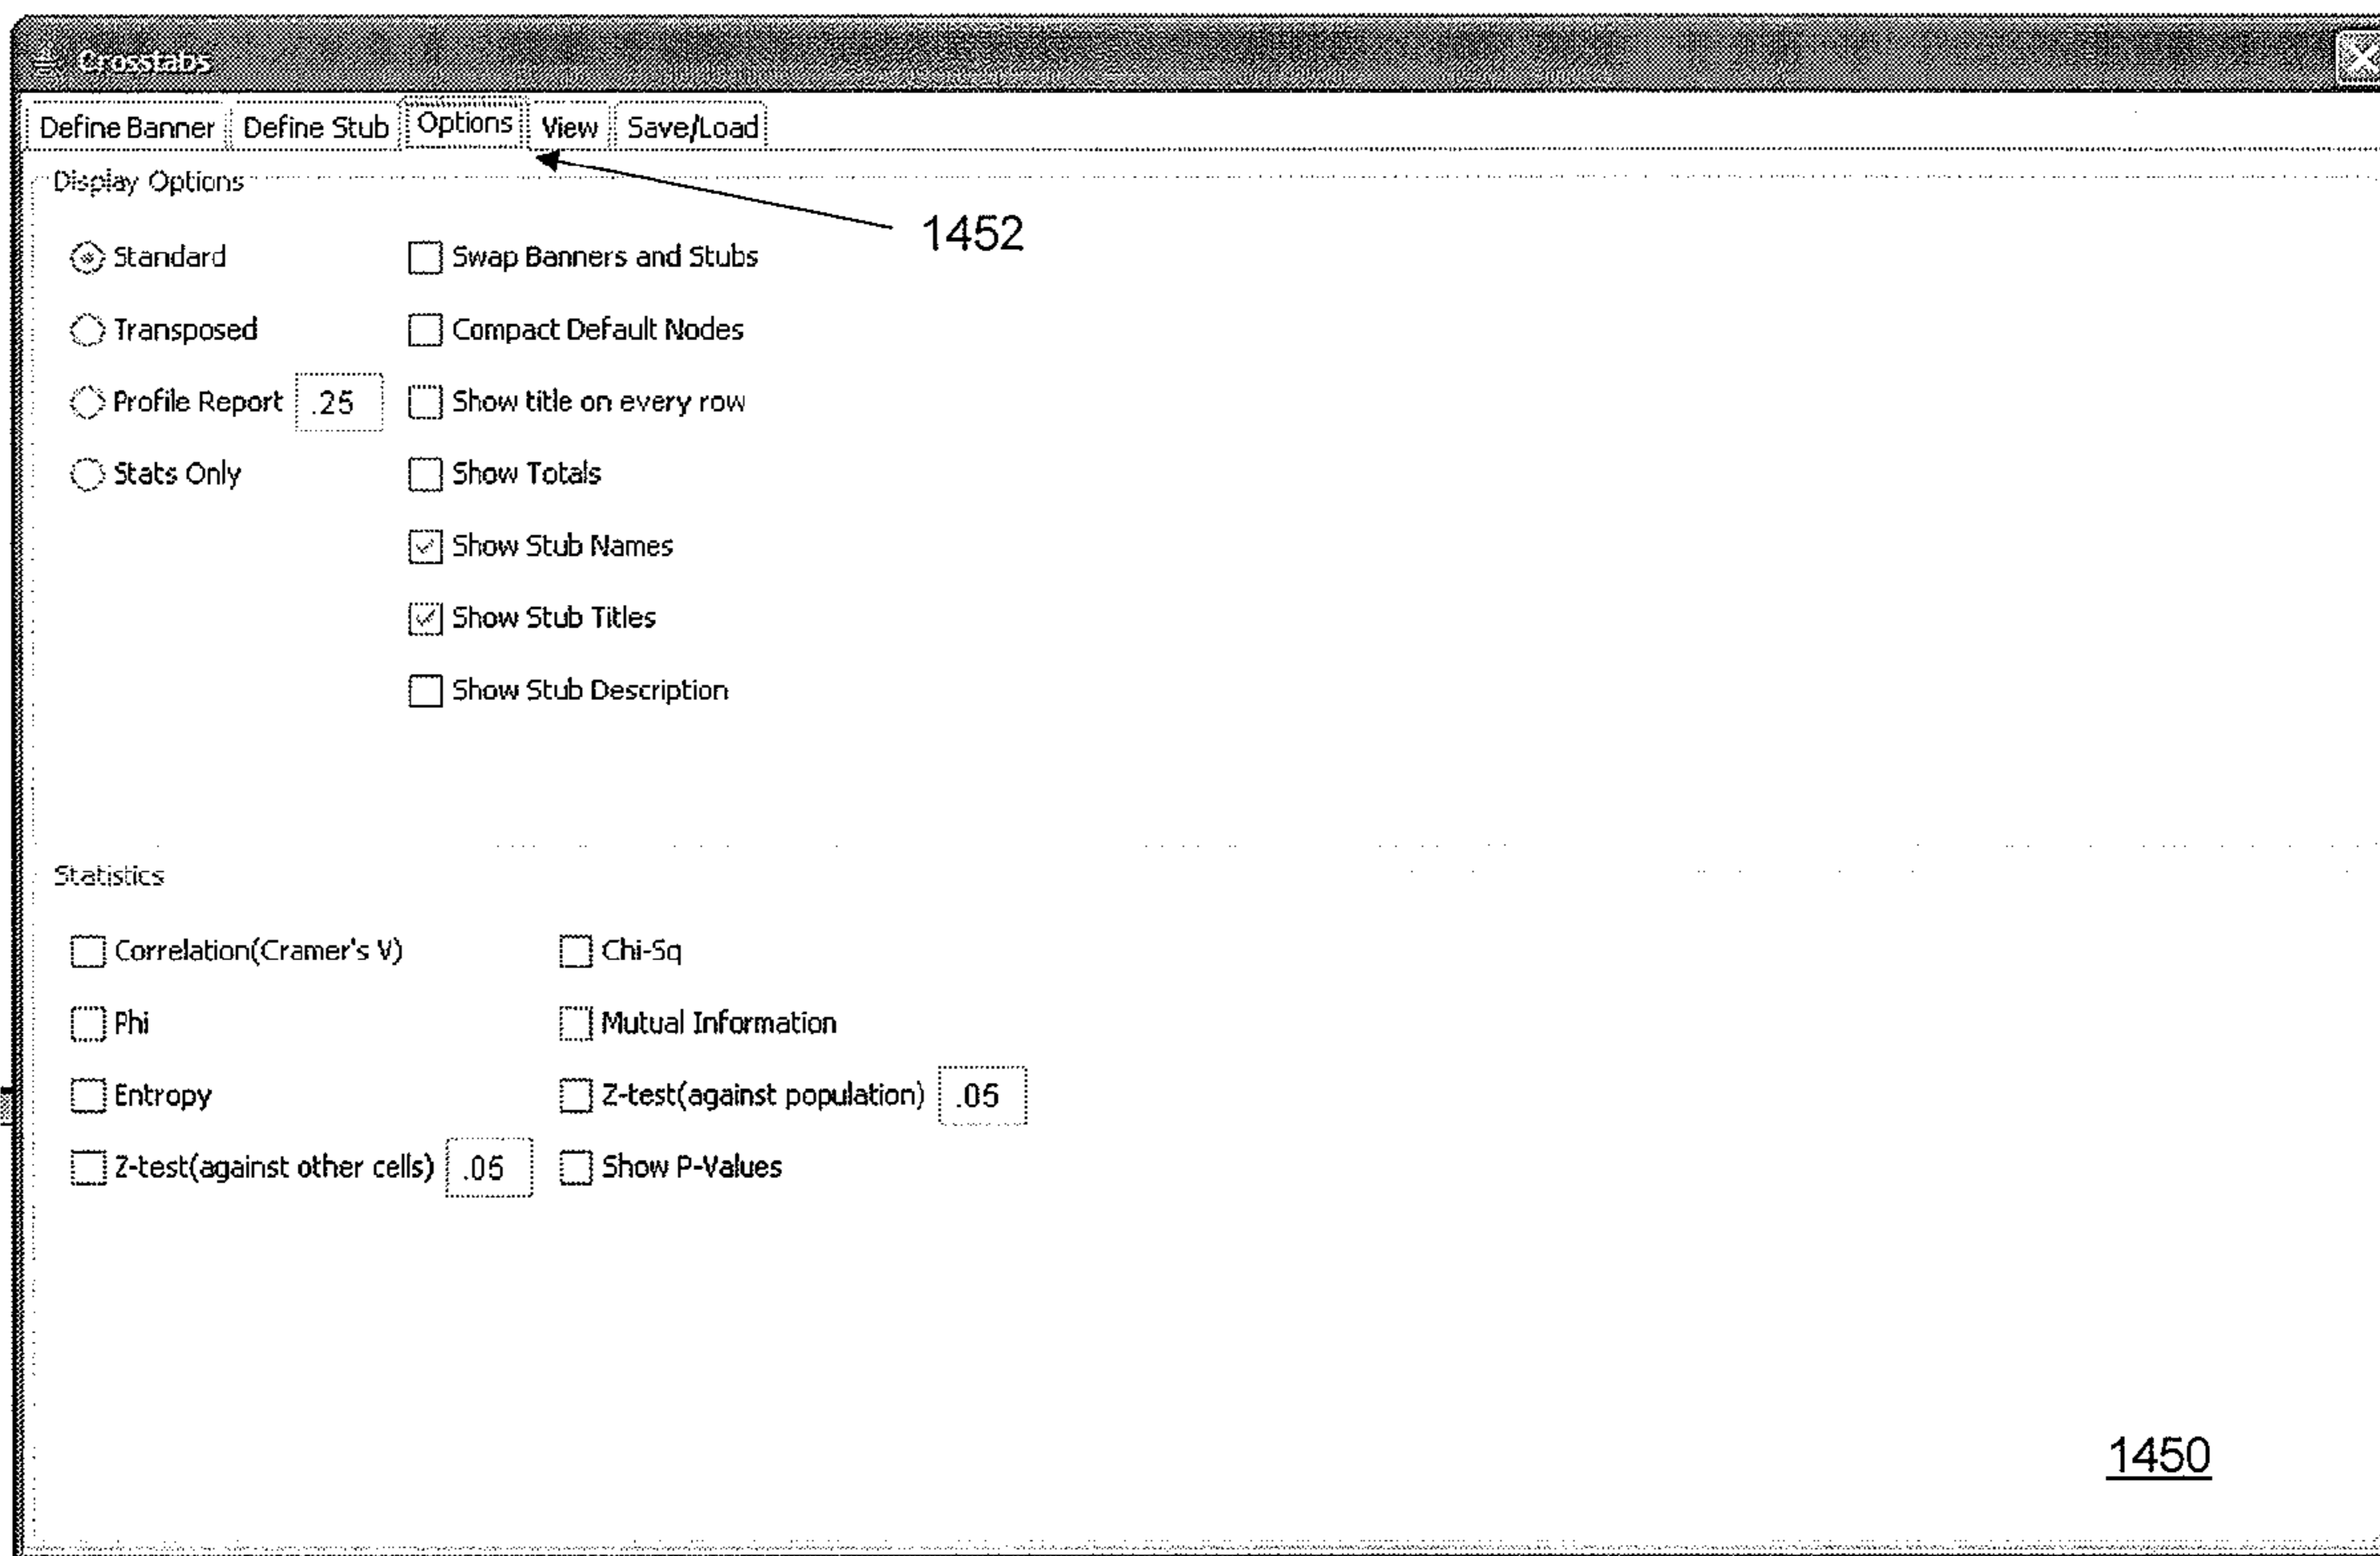 Crosstabs
Define Banner Define Stub Options View Save/Load
Display Options
1452
Standard Swap Banners and Stubs
Transposed Compact Default Nodes
Profile Report .25 Show title on every row
Stats Only Show Totals
Show Stub Names
Show Stub Titles
Show Stub Description
Statistics
Correlation(Cramer's V) Chi-Sq
Phi Mutual Information
Entropy Z-test(against population) .05
Z-test(against other cells) .05 Show P-Values
1450